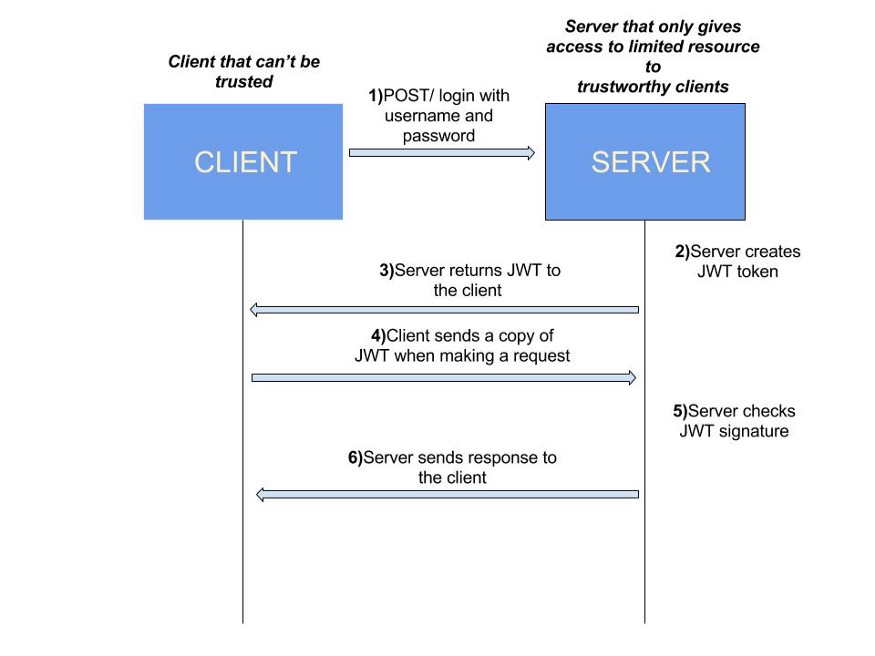 Client that can't be
trusted
Server that only gives
access to limited resource
to
trustworthy clients
1)POST/ login with
username and
password
CLIENT
SERVER
2)Server creates
JWT token
3)Server returns JWT to
the client
4)Client sends a copy of
JWT when making a request
5)Server checks
JWT signature
6)Server sends response to
the client